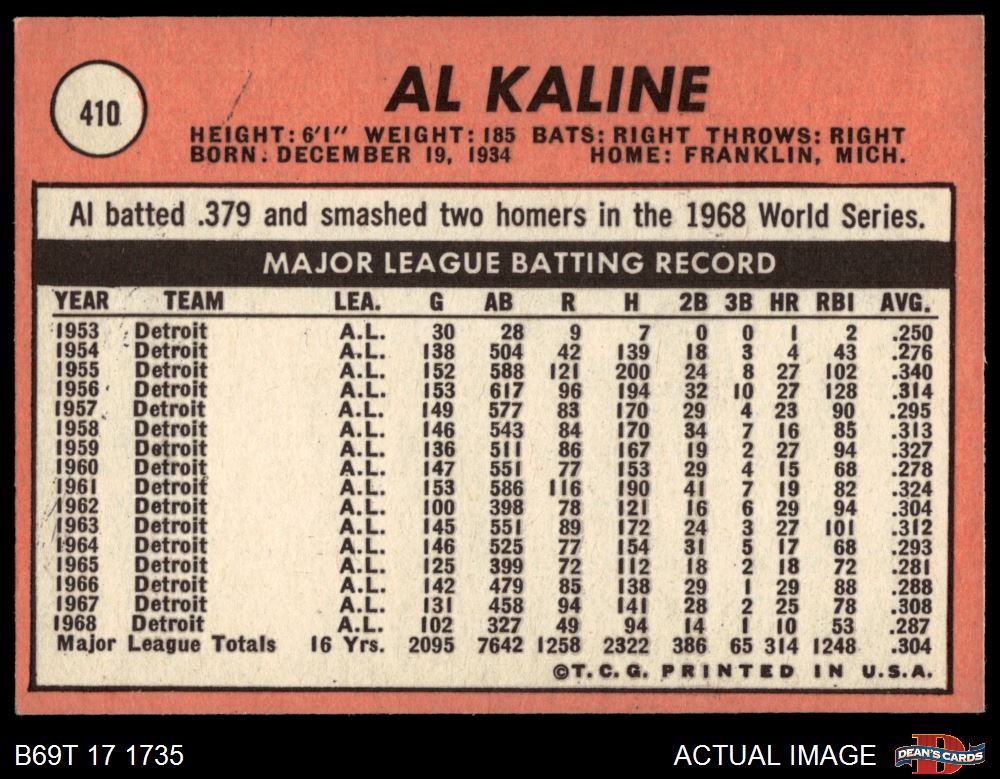 410
AL KALINE
HEIGHT: 6'1" WEIGHT: 185 BATS: RIGHT THROWS: RIGHT
BORN: DECEMBER 19, 1934 HOME: FRANKLIN, MICH.
Al batted .379 and smashed two homers in the 1968 World Series.
MAJOR LEAGUE BATTING RECORD
YEAR TEAM LEA. G AB R H 2B 3B HR RBI AVG.
1953 Detroit A.L. 30 28 9 7 0 0 1 2 .250
1954 Detroit A.L. 138 504 42 139 18 3 4 43 .276
1955 Detroit A.L. 152 588 121 200 24 8 27 102 .340
1956 Detroit A.L. 153 617 96 194 32 10 27 128 .314
1957 Detroit A.L. 149 577 83 170 29 4 23 90 .295
1958 Detroit A.L. 146 543 84 170 34 7 16 85 .313
1959 Detroit A.L. 136 511 86 167 19 2 27 94 .327
1960 Detroit A.L. 147 551 77 153 29 4 15 68 .278
1961 Detroit A.L. 153 586 116 190 41 7 19 82 .324
1962 Detroit A.L. 100 398 78 121 16 6 29 94 .304
1963 Detroit A.L. 145 551 89 172 24 3 27 101 .312
1964 Detroit A.L. 146 525 77 154 31 5 17 68 .293
1965 Detroit A.L. 125 399 72 112 18 2 18 72 .281
1966 Detroit A.L. 142 479 85 138 29 1 29 88 .288
1967 Detroit A.L. 131 458 94 141 28 2 25 78 .308
1968 Detroit A.L. 102 327 49 94 14 1 10 53 .287
Major League Totals 16 Yrs. 2095 7642 1258 2322 386 65 314 1248 .304
©T.C.G. PRINTED IN U.S.A.
B69T 17 1735
ACTUAL IMAGE
D
DEAN'S CARDS